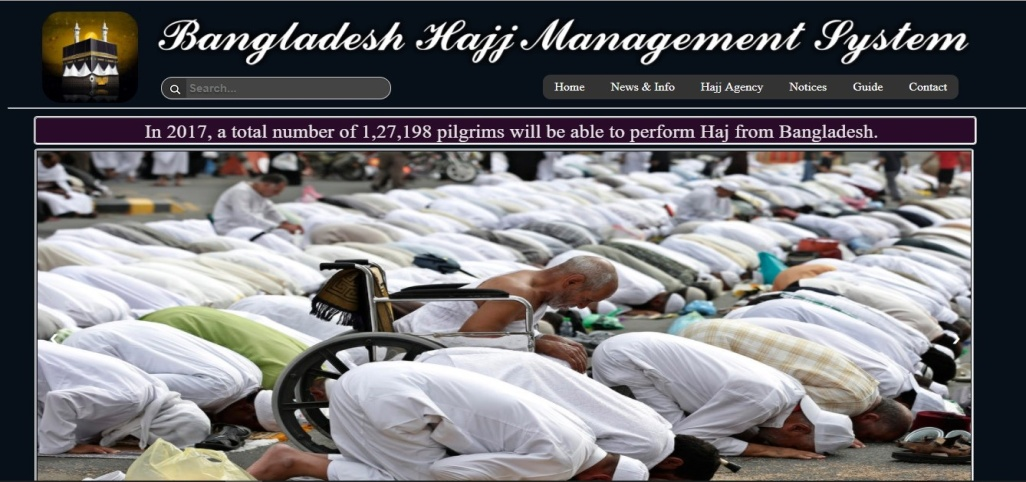 Bangladesh Hajj Management System
Search...
Home News & Info Hajj Agency Notices Guide Contact
In 2017, a total number of 1,27,198 pilgrims will be able to perform Haj from Bangladesh.